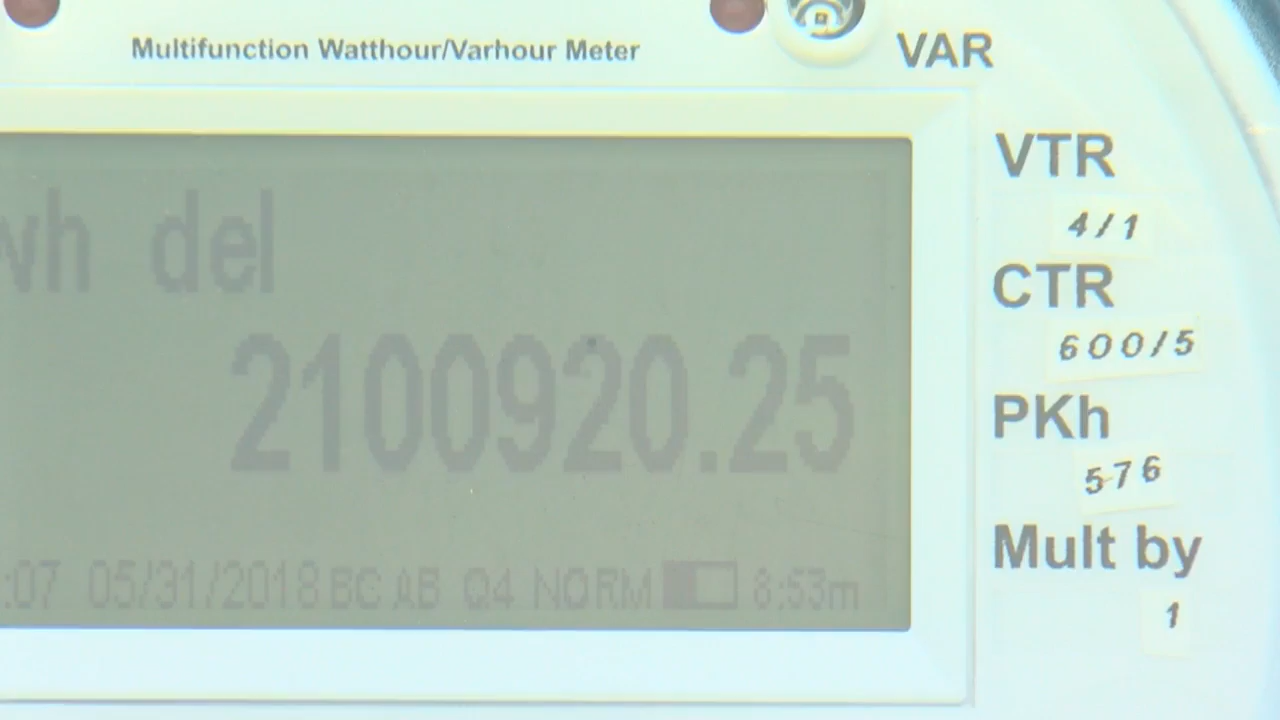 Multifunction Watthour/Varhour Meter
VAR
VTR
4/1
CTR
600/5
PKh
576
Mult by
1
wh del
2100920.25
:07 05/31/2018 BC AB Q4 NORM 8:53m